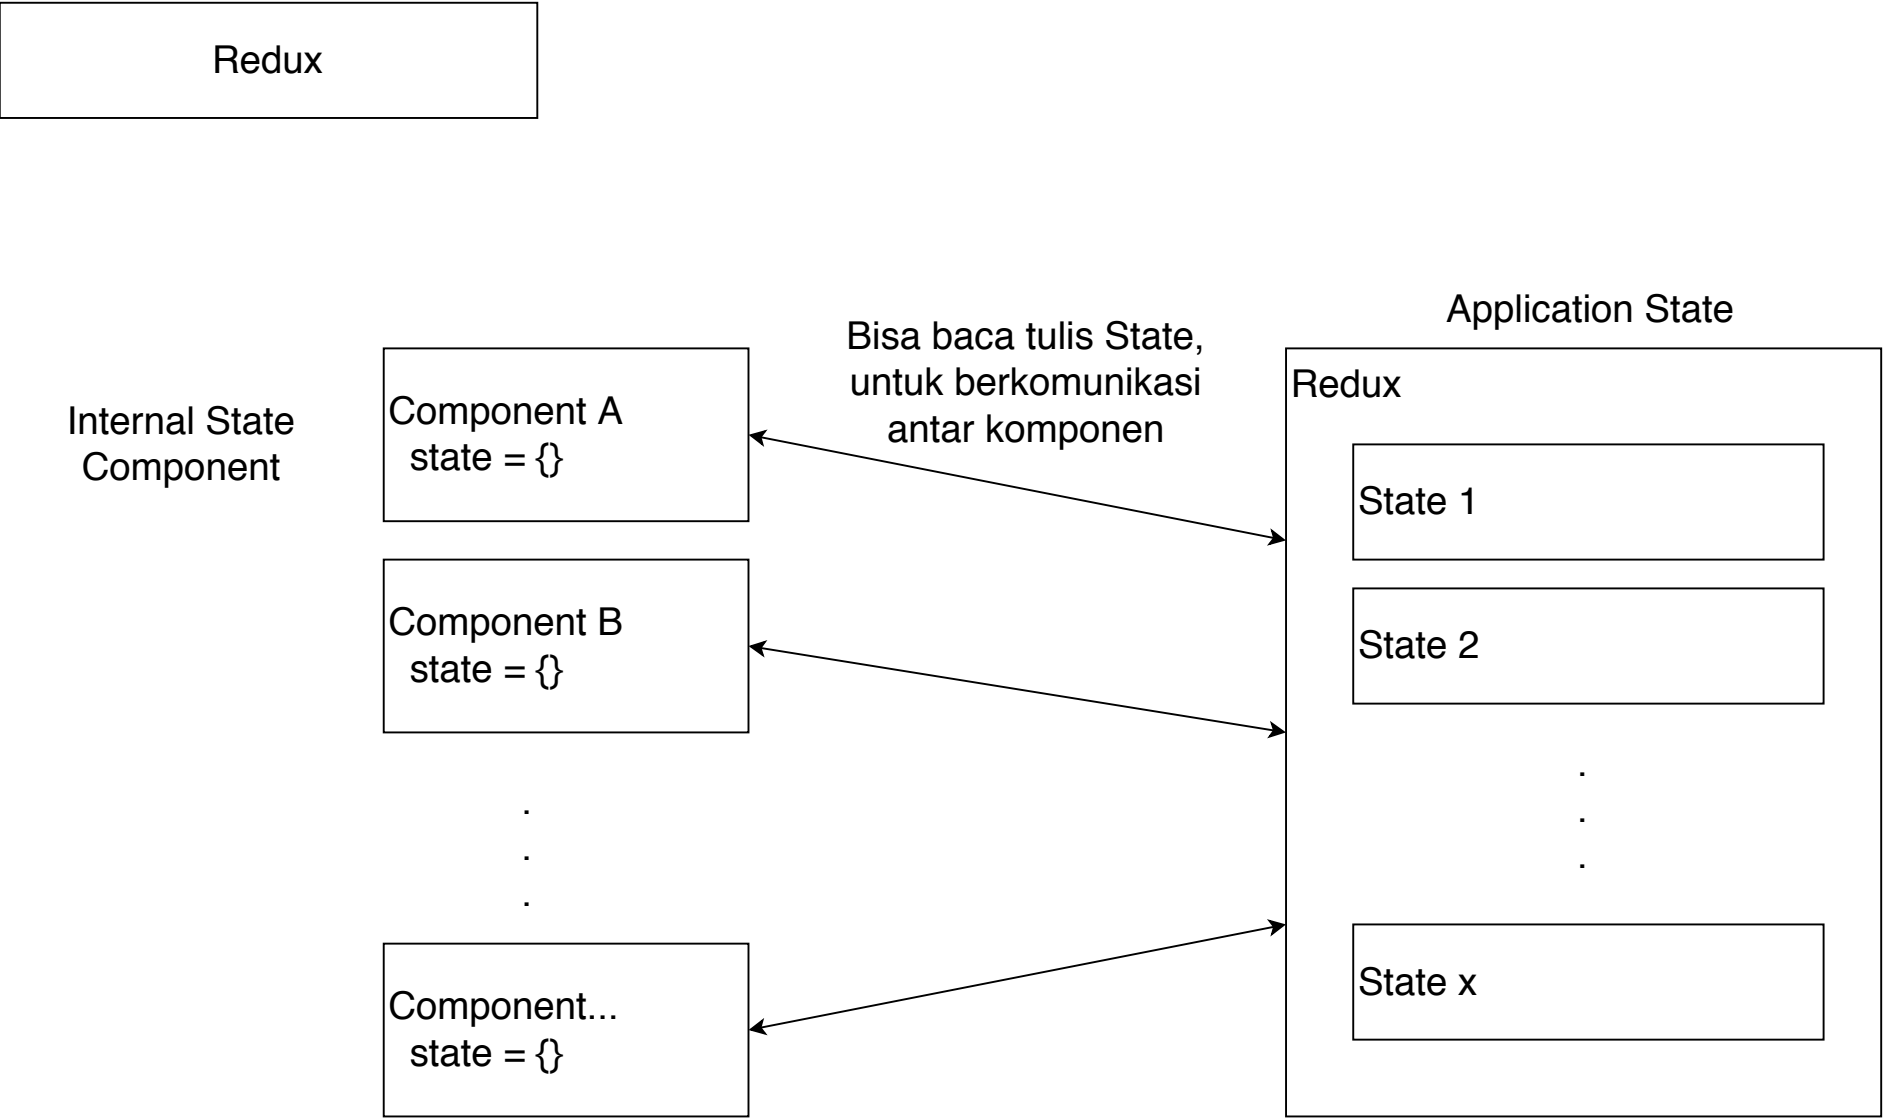 Redux
Internal State
Component
Component A
state = {}
Component B
state = {}
.
.
.
Component...
state = {}
Bisa baca tulis State,
untuk berkomunikasi
antar komponen
Application State
Redux
State 1
State 2
.
.
.
State x